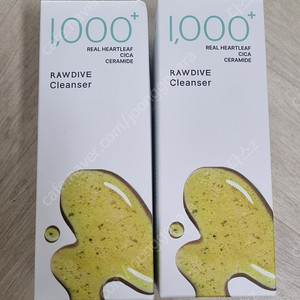 1,000+
REAL HEARTLEAF
CICA
CERAMIDE
RAWDIVE
Cleanser
1,000+
REAL HEARTLEAF
CICA
CERAMIDE
RAWDIVE
Cleanser